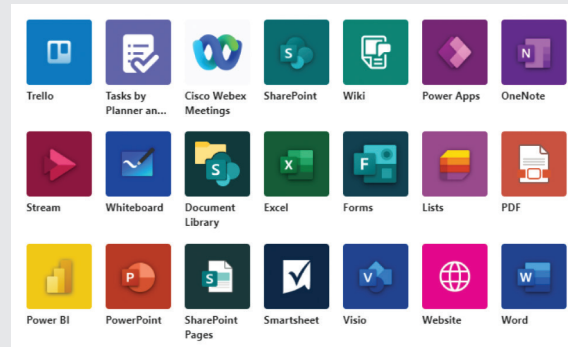 Trello
Tasks by
Planner an...
Cisco Webex
Meetings
SharePoint
Wiki
Power Apps
OneNote
Stream
Whiteboard
Document
Library
Excel
Forms
Lists
PDF
Power BI
PowerPoint
SharePoint
Pages
Smartsheet
Visio
Website
Word